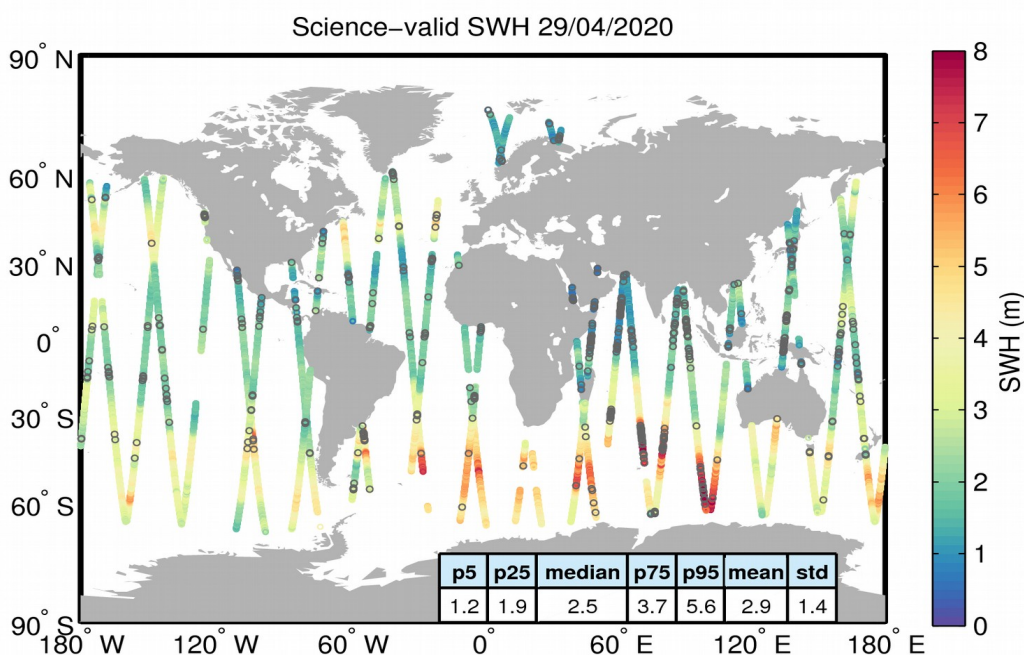 Science−valid SWH 29/04/2020
90° N
60° N
30° N
0°
30° S
60° S
90° S
180° W
120° W
60° W
0°
60° E
120° E
180° E
p5 p25 median p75 p95 mean std
1.2 1.9 2.5 3.7 5.6 2.9 1.4
8
7
6
5
4
3
2
1
0
SWH (m)